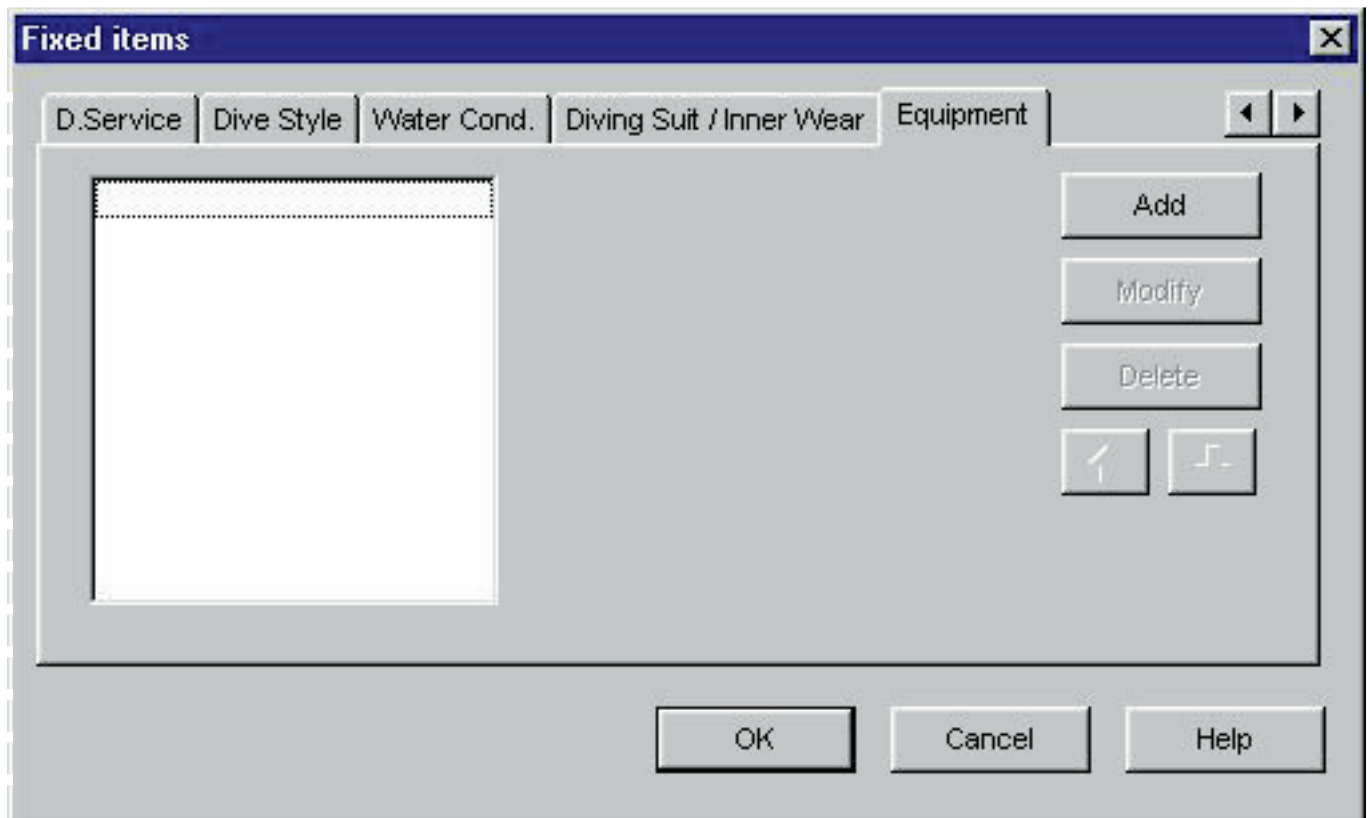 Fixed items
D.Service Dive Style Water Cond. Diving Suit / Inner Wear Equipment
Add
Modify
Delete
OK Cancel Help